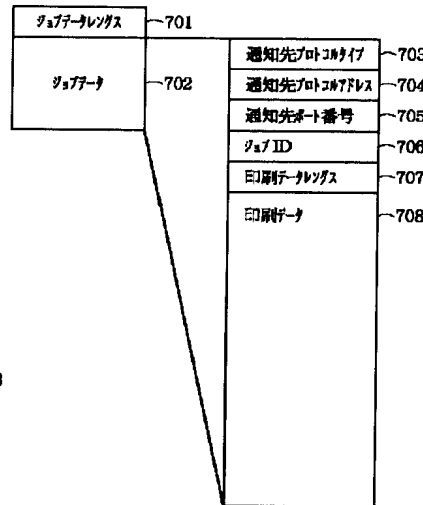 ジョブデータレングス 701
ジョブデータ 702
通知先プロトコルタイプ 703
通知先プロトコルアドレス 704
通知先ポート番号 705
ジョブID 706
印刷データレングス 707
印刷データ 708